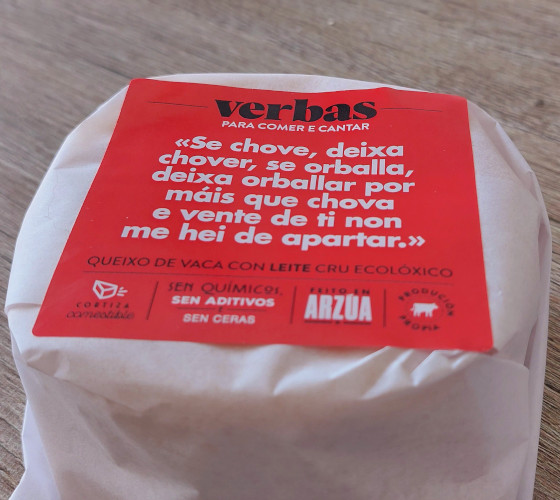 verbas
PARA COMER E CANTAR
«Se chove, deixa
chover, se orballa,
deixa orballar por
máis que chova
e vente de ti non
me hei de apartar.»
QUEIXO DE VACA CON LEITE CRU ECOLÓXICO
CORTIZA
comestible
SEN QUÍMICOS,
SEN ADITIVOS
SEN CERAS
FEITO EN
ARZÚA
PRODUCIÓN
PROPIA